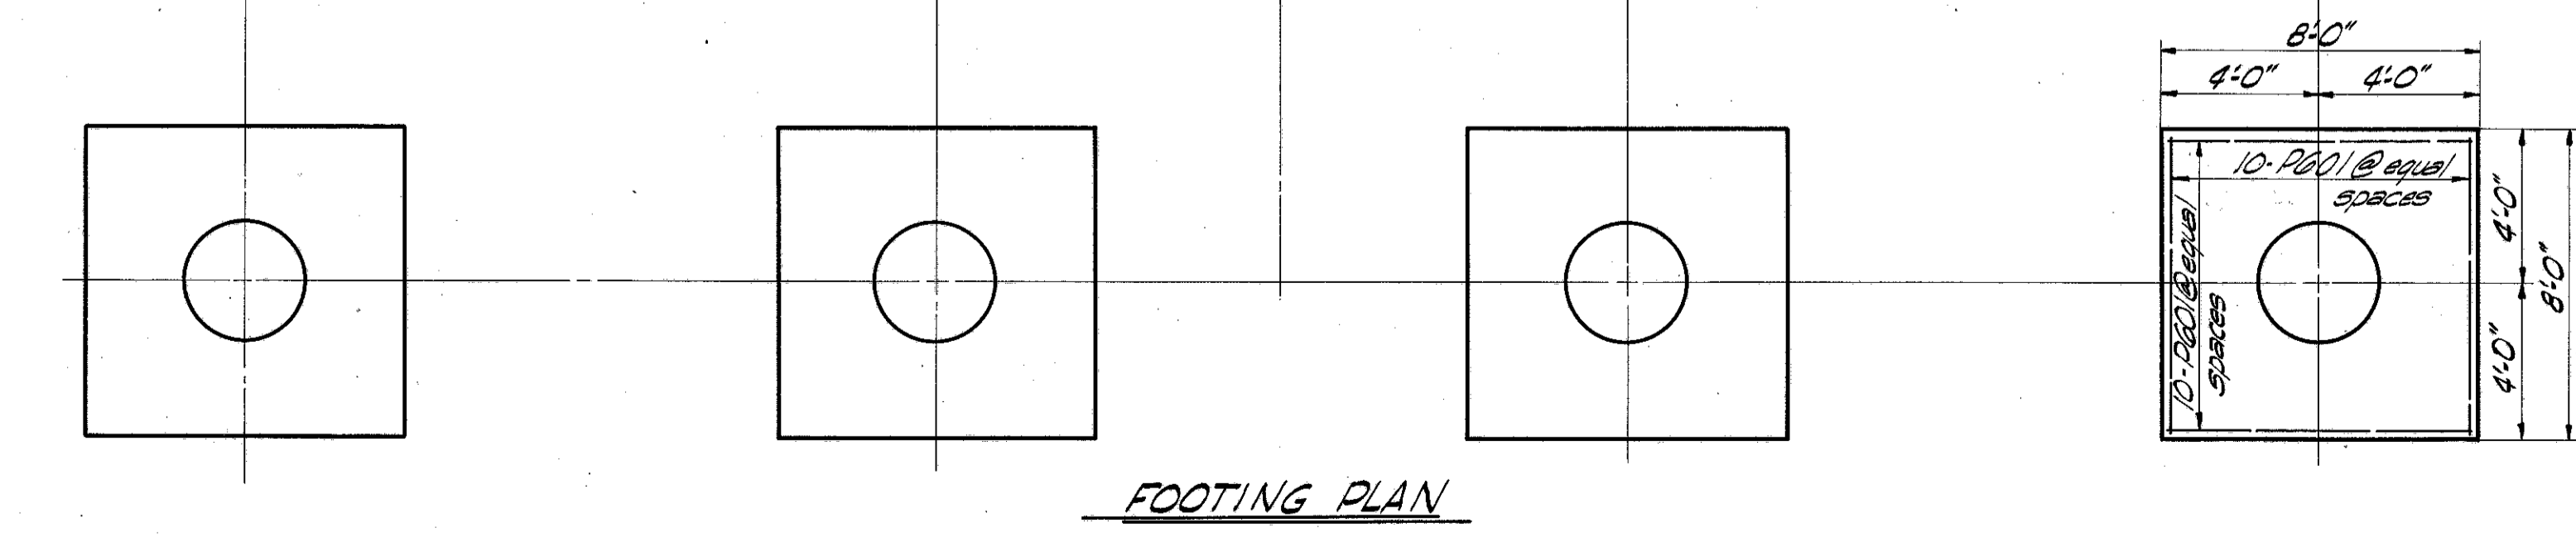 8'-0"
4'-0" 4'-0"
10-P601 @ equal
spaces
10-P601 @ equal
spaces
4'-0"
4'-0"
8'-0"
FOOTING PLAN